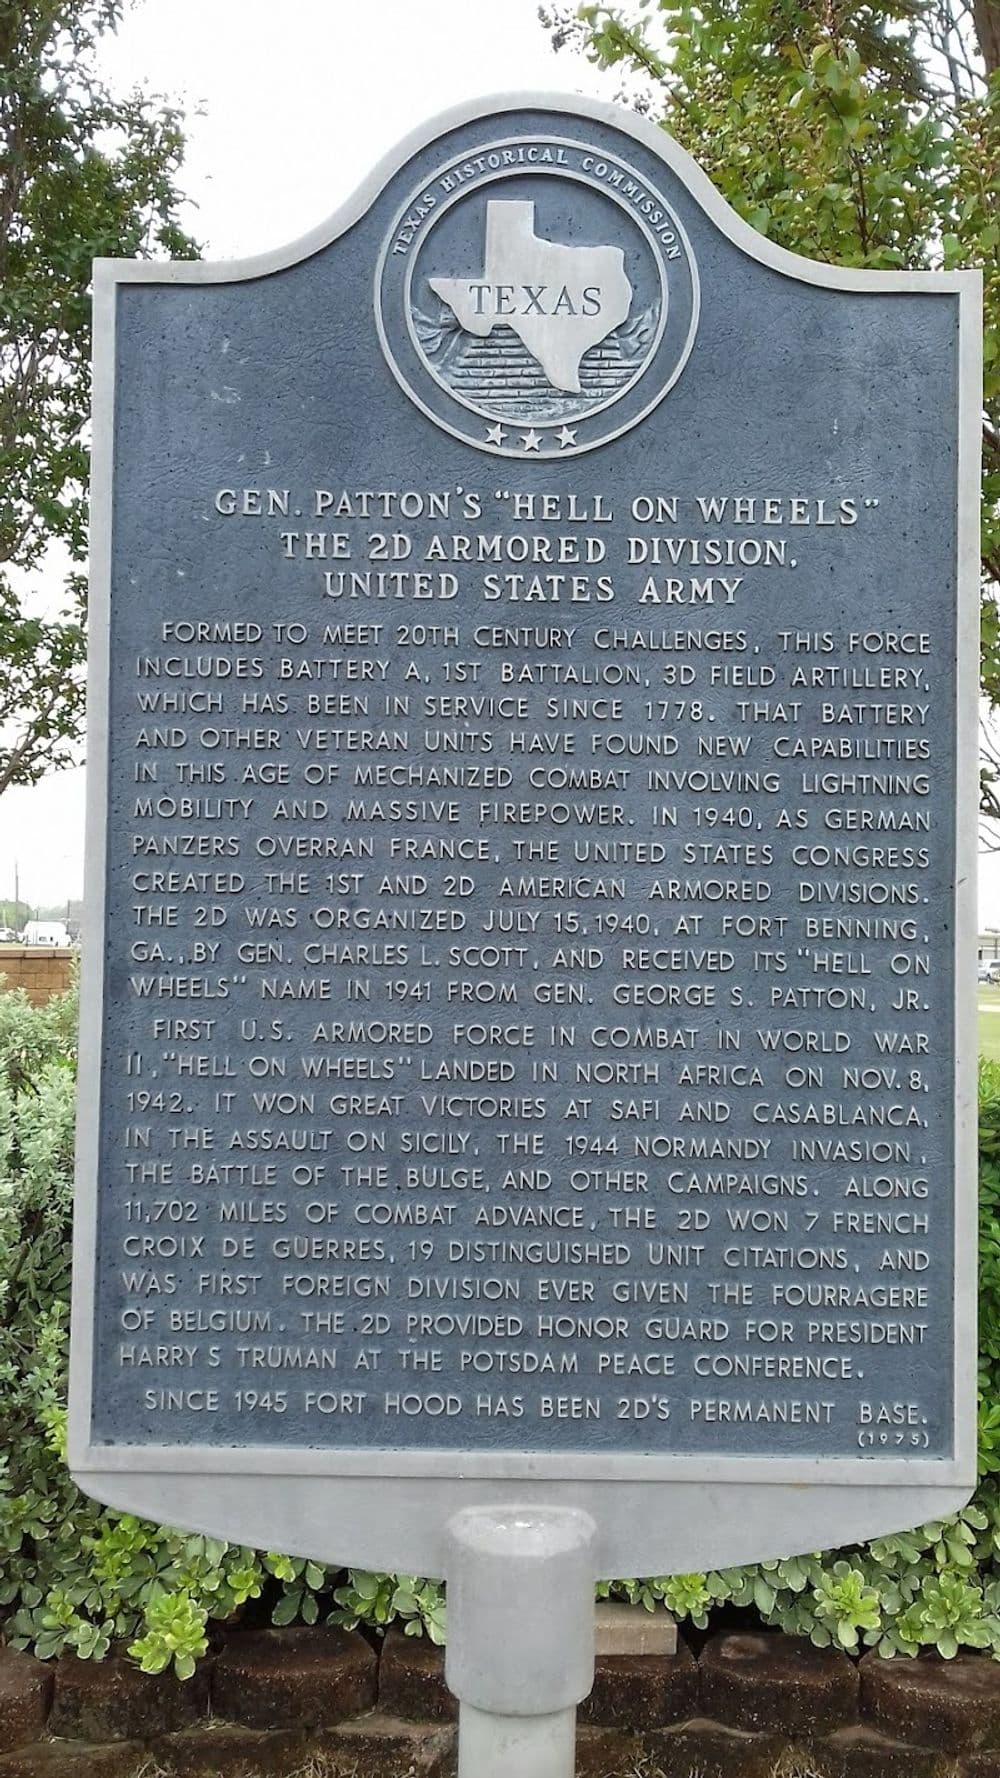 TEXAS HISTORICAL COMMISSION
TEXAS
GEN. PATTON'S "HELL ON WHEELS"
THE 2D ARMORED DIVISION,
UNITED STATES ARMY
FORMED TO MEET 20TH CENTURY CHALLENGES, THIS FORCE
INCLUDES BATTERY A, 1ST BATTALION, 3D FIELD ARTILLERY,
WHICH HAS BEEN IN SERVICE SINCE 1778. THAT BATTERY
AND OTHER VETERAN UNITS HAVE FOUND NEW CAPABILITIES
IN THIS AGE OF MECHANIZED COMBAT INVOLVING LIGHTNING
MOBILITY AND MASSIVE FIREPOWER. IN 1940, AS GERMAN
PANZERS OVERRAN FRANCE, THE UNITED STATES CONGRESS
CREATED THE 1ST AND 2D AMERICAN ARMORED DIVISIONS.
THE 2D WAS ORGANIZED JULY 15, 1940, AT FORT BENNING,
GA., BY GEN. CHARLES L. SCOTT, AND RECEIVED ITS "HELL ON
WHEELS" NAME IN 1941 FROM GEN. GEORGE S. PATTON, JR.
FIRST U.S. ARMORED FORCE IN COMBAT IN WORLD WAR
II, "HELL ON WHEELS" LANDED IN NORTH AFRICA ON NOV. 8,
1942. IT WON GREAT VICTORIES AT SAFI AND CASABLANCA,
IN THE ASSAULT ON SICILY, THE 1944 NORMANDY INVASION,
THE BATTLE OF THE BULGE, AND OTHER CAMPAIGNS. ALONG
11,702 MILES OF COMBAT ADVANCE, THE 2D WON 7 FRENCH
CROIX DE GUERRES, 19 DISTINGUISHED UNIT CITATIONS, AND
WAS FIRST FOREIGN DIVISION EVER GIVEN THE FOURRAGERE
OF BELGIUM. THE 2D PROVIDED HONOR GUARD FOR PRESIDENT
HARRY S TRUMAN AT THE POTSDAM PEACE CONFERENCE.
SINCE 1945 FORT HOOD HAS BEEN 2D'S PERMANENT BASE.
(1975)